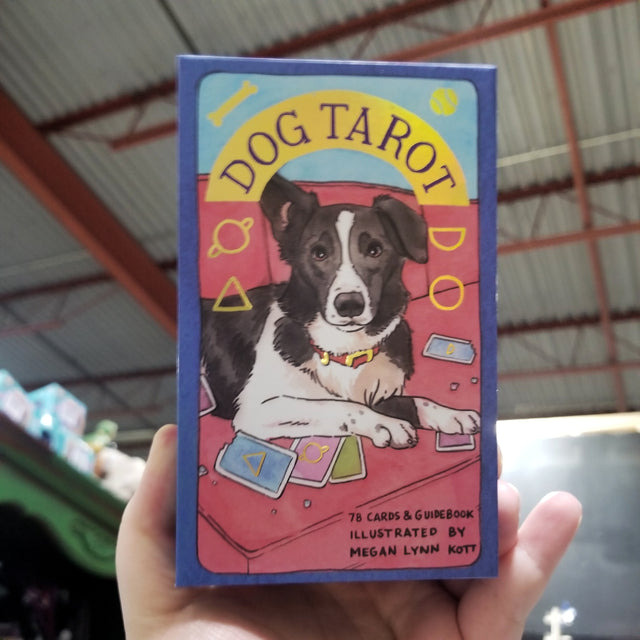 DOG TAROT
78 CARDS & GUIDEBOOK
ILLUSTRATED BY
MEGAN LYNN KOTT